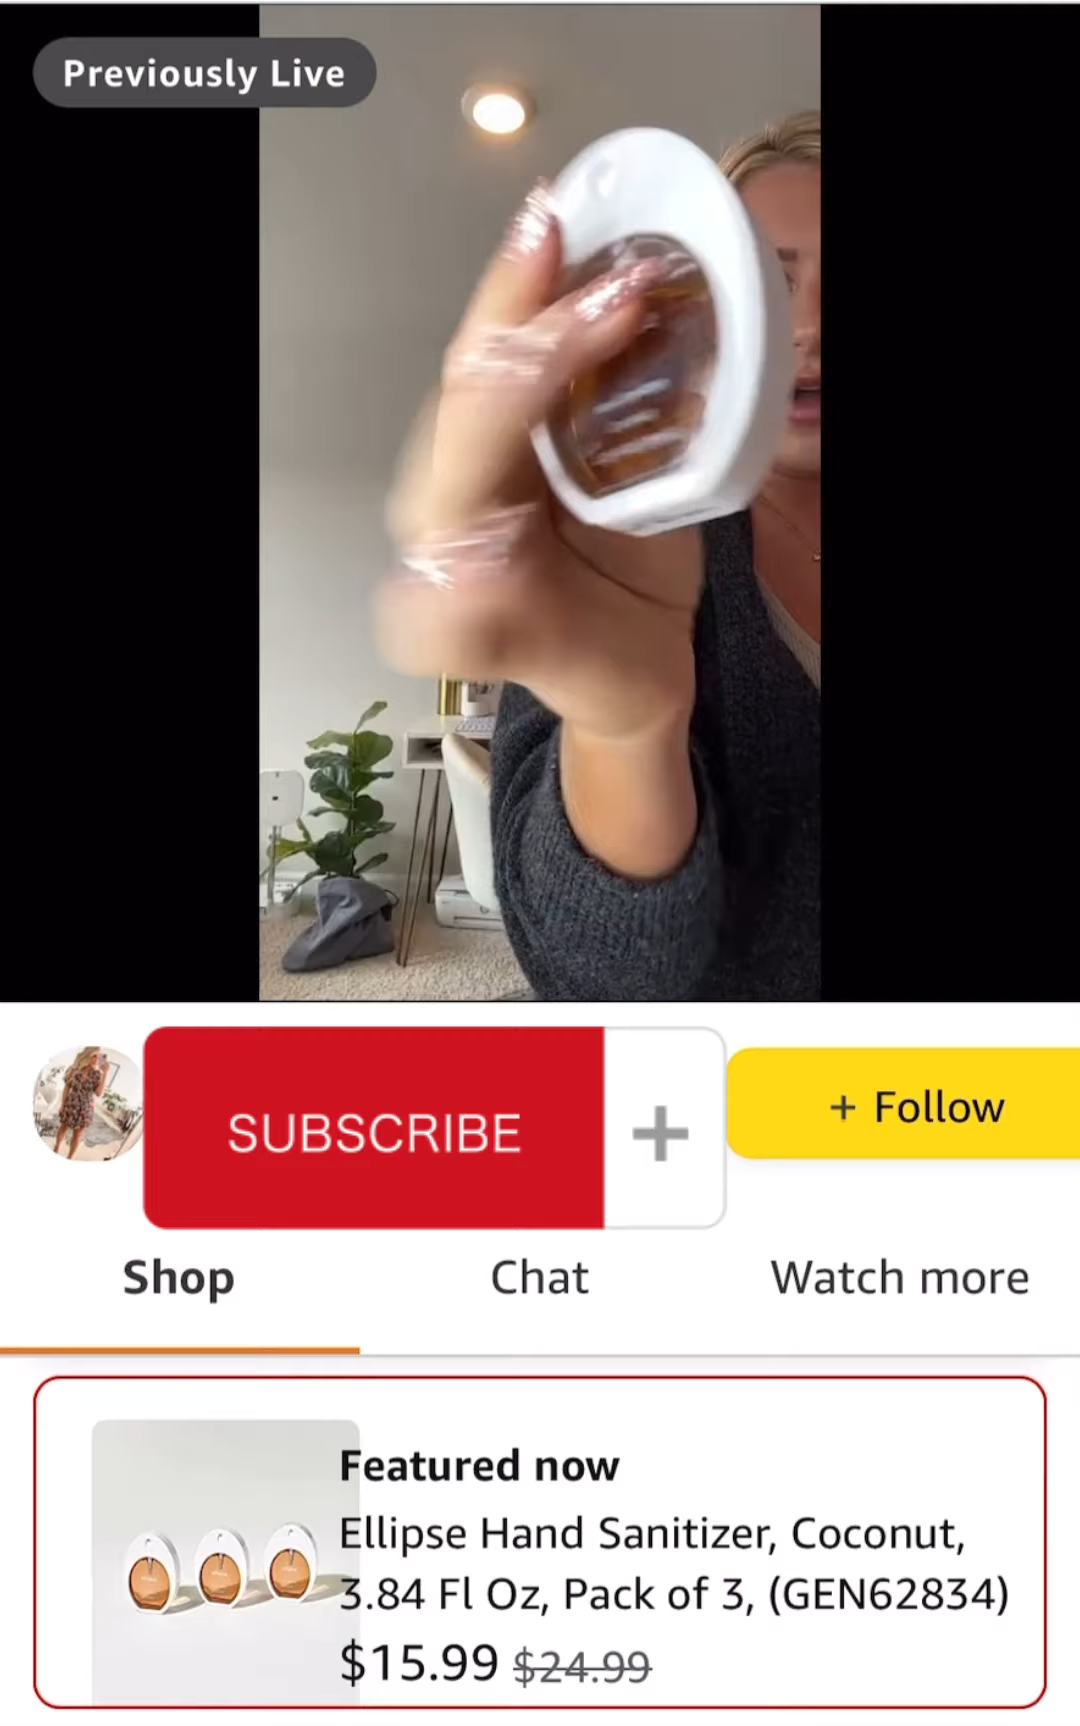 Previously Live
SUBSCRIBE
+
+ Follow
Shop
Chat
Watch more
Featured now
Ellipse Hand Sanitizer, Coconut,
3.84 Fl Oz, Pack of 3, (GEN62834)
$15.99 $24.99